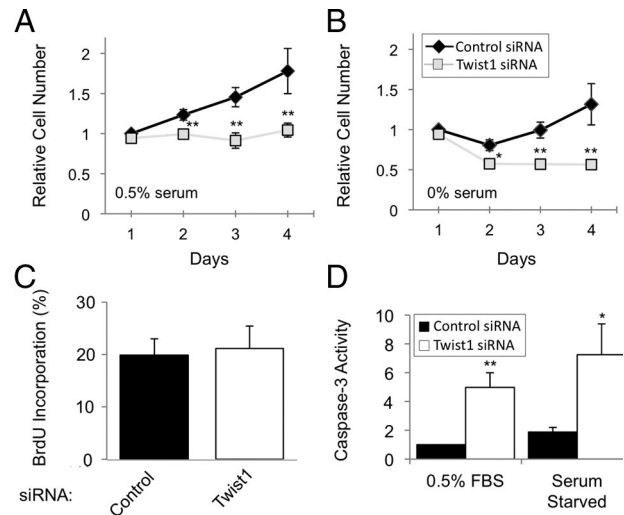 A
Relative Cell Number
2
1.5
1
0.5
0
**
**
**
0.5% serum
1
2
3
4
Days
B
Relative Cell Number
2
1.5
1
0.5
0
Control siRNA
Twist1 siRNA
*
**
**
0% serum
1
2
3
4
Days
C
BrdU Incorporation (%)
30
20
10
0
siRNA:
Control
Twist1
D
Caspase-3 Activity
10
8
6
4
2
0
Control siRNA
Twist1 siRNA
**
*
0.5% FBS
Serum
Starved